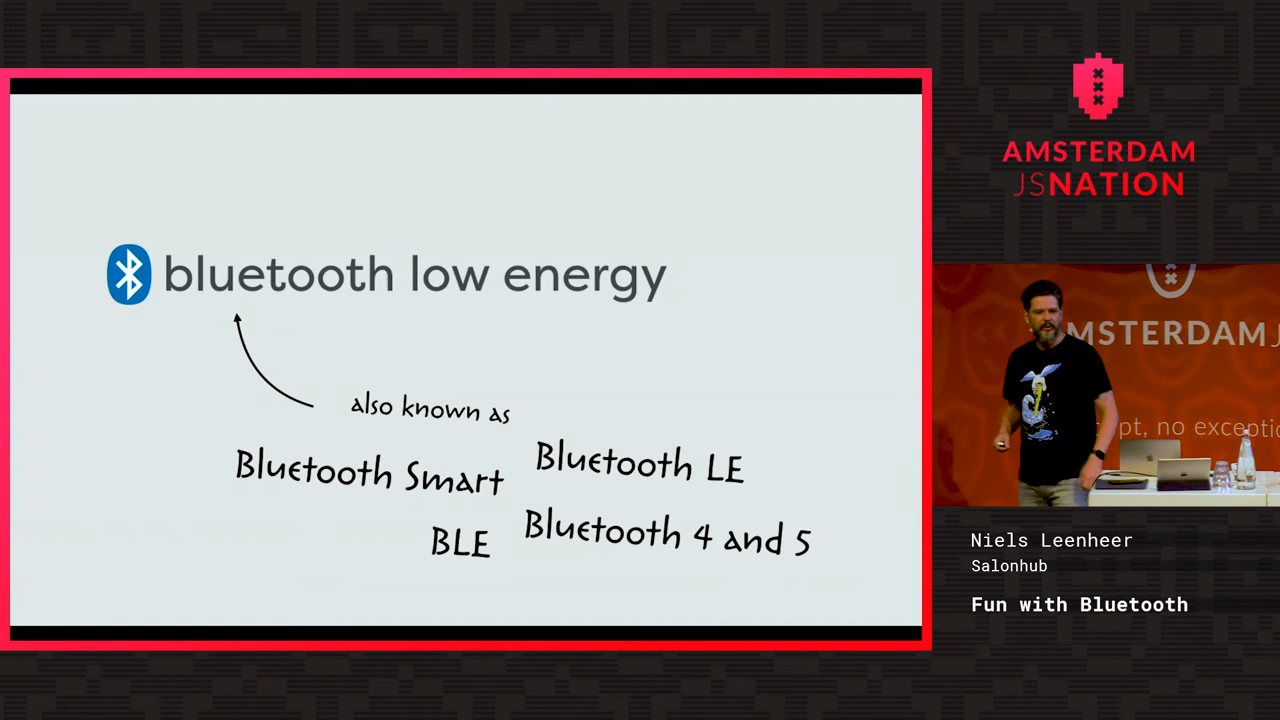 bluetooth low energy
also known as
Bluetooth Smart
Bluetooth LE
BLE
Bluetooth 4 and 5
AMSTERDAM
JSNATION
MSTERDAM J
pt, no exceptio
Niels Leenheer
Salonhub
Fun with Bluetooth